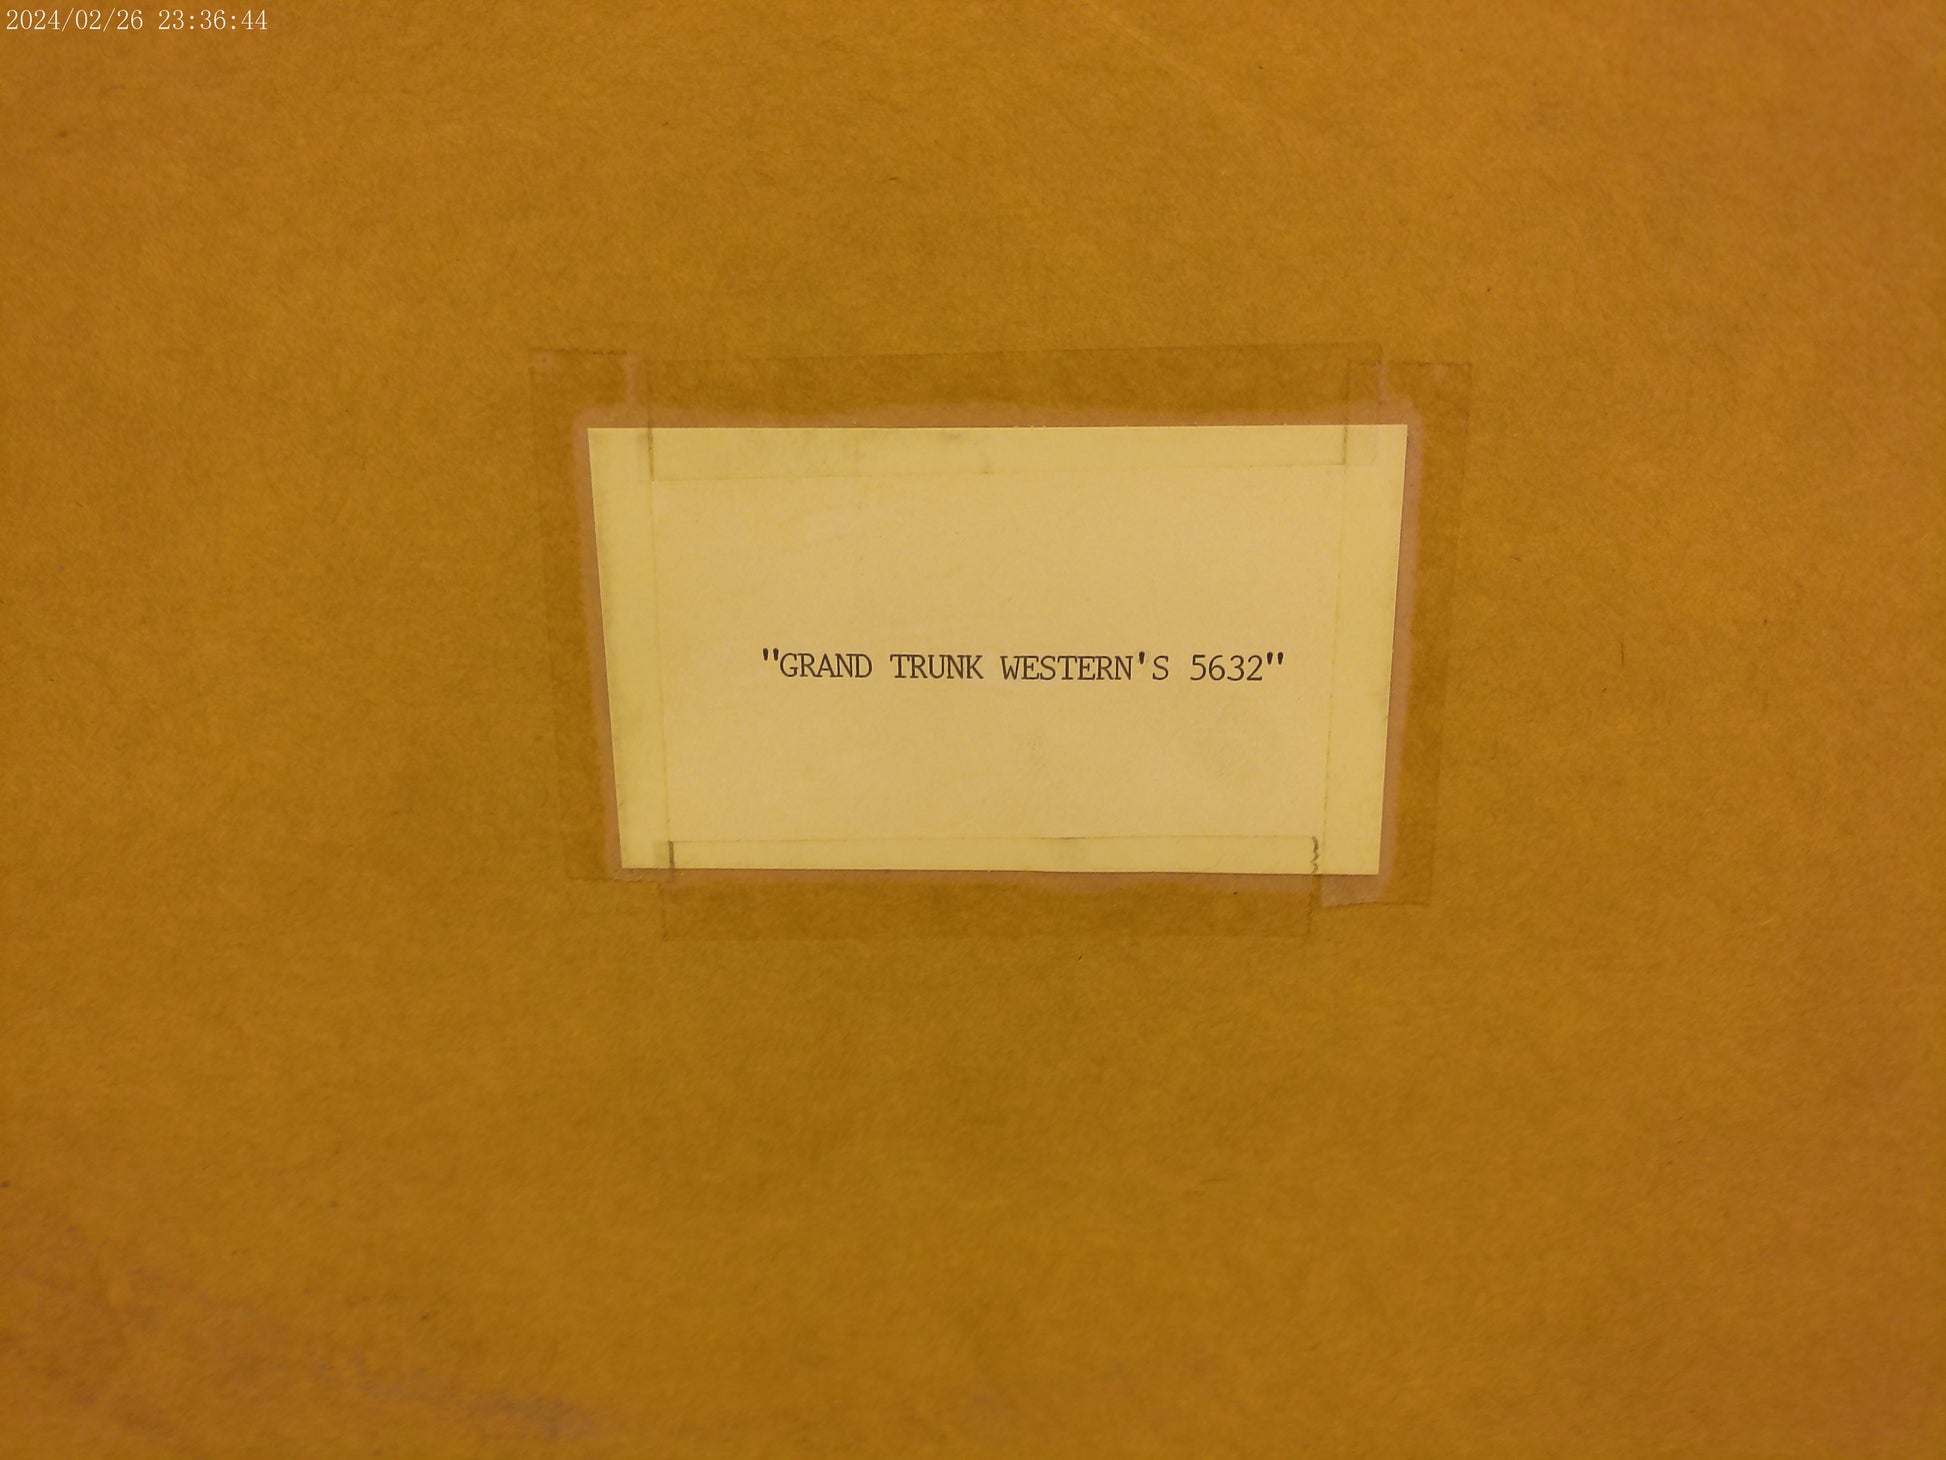 2024/02/26 23:36:44
"GRAND TRUNK WESTERN'S 5632"